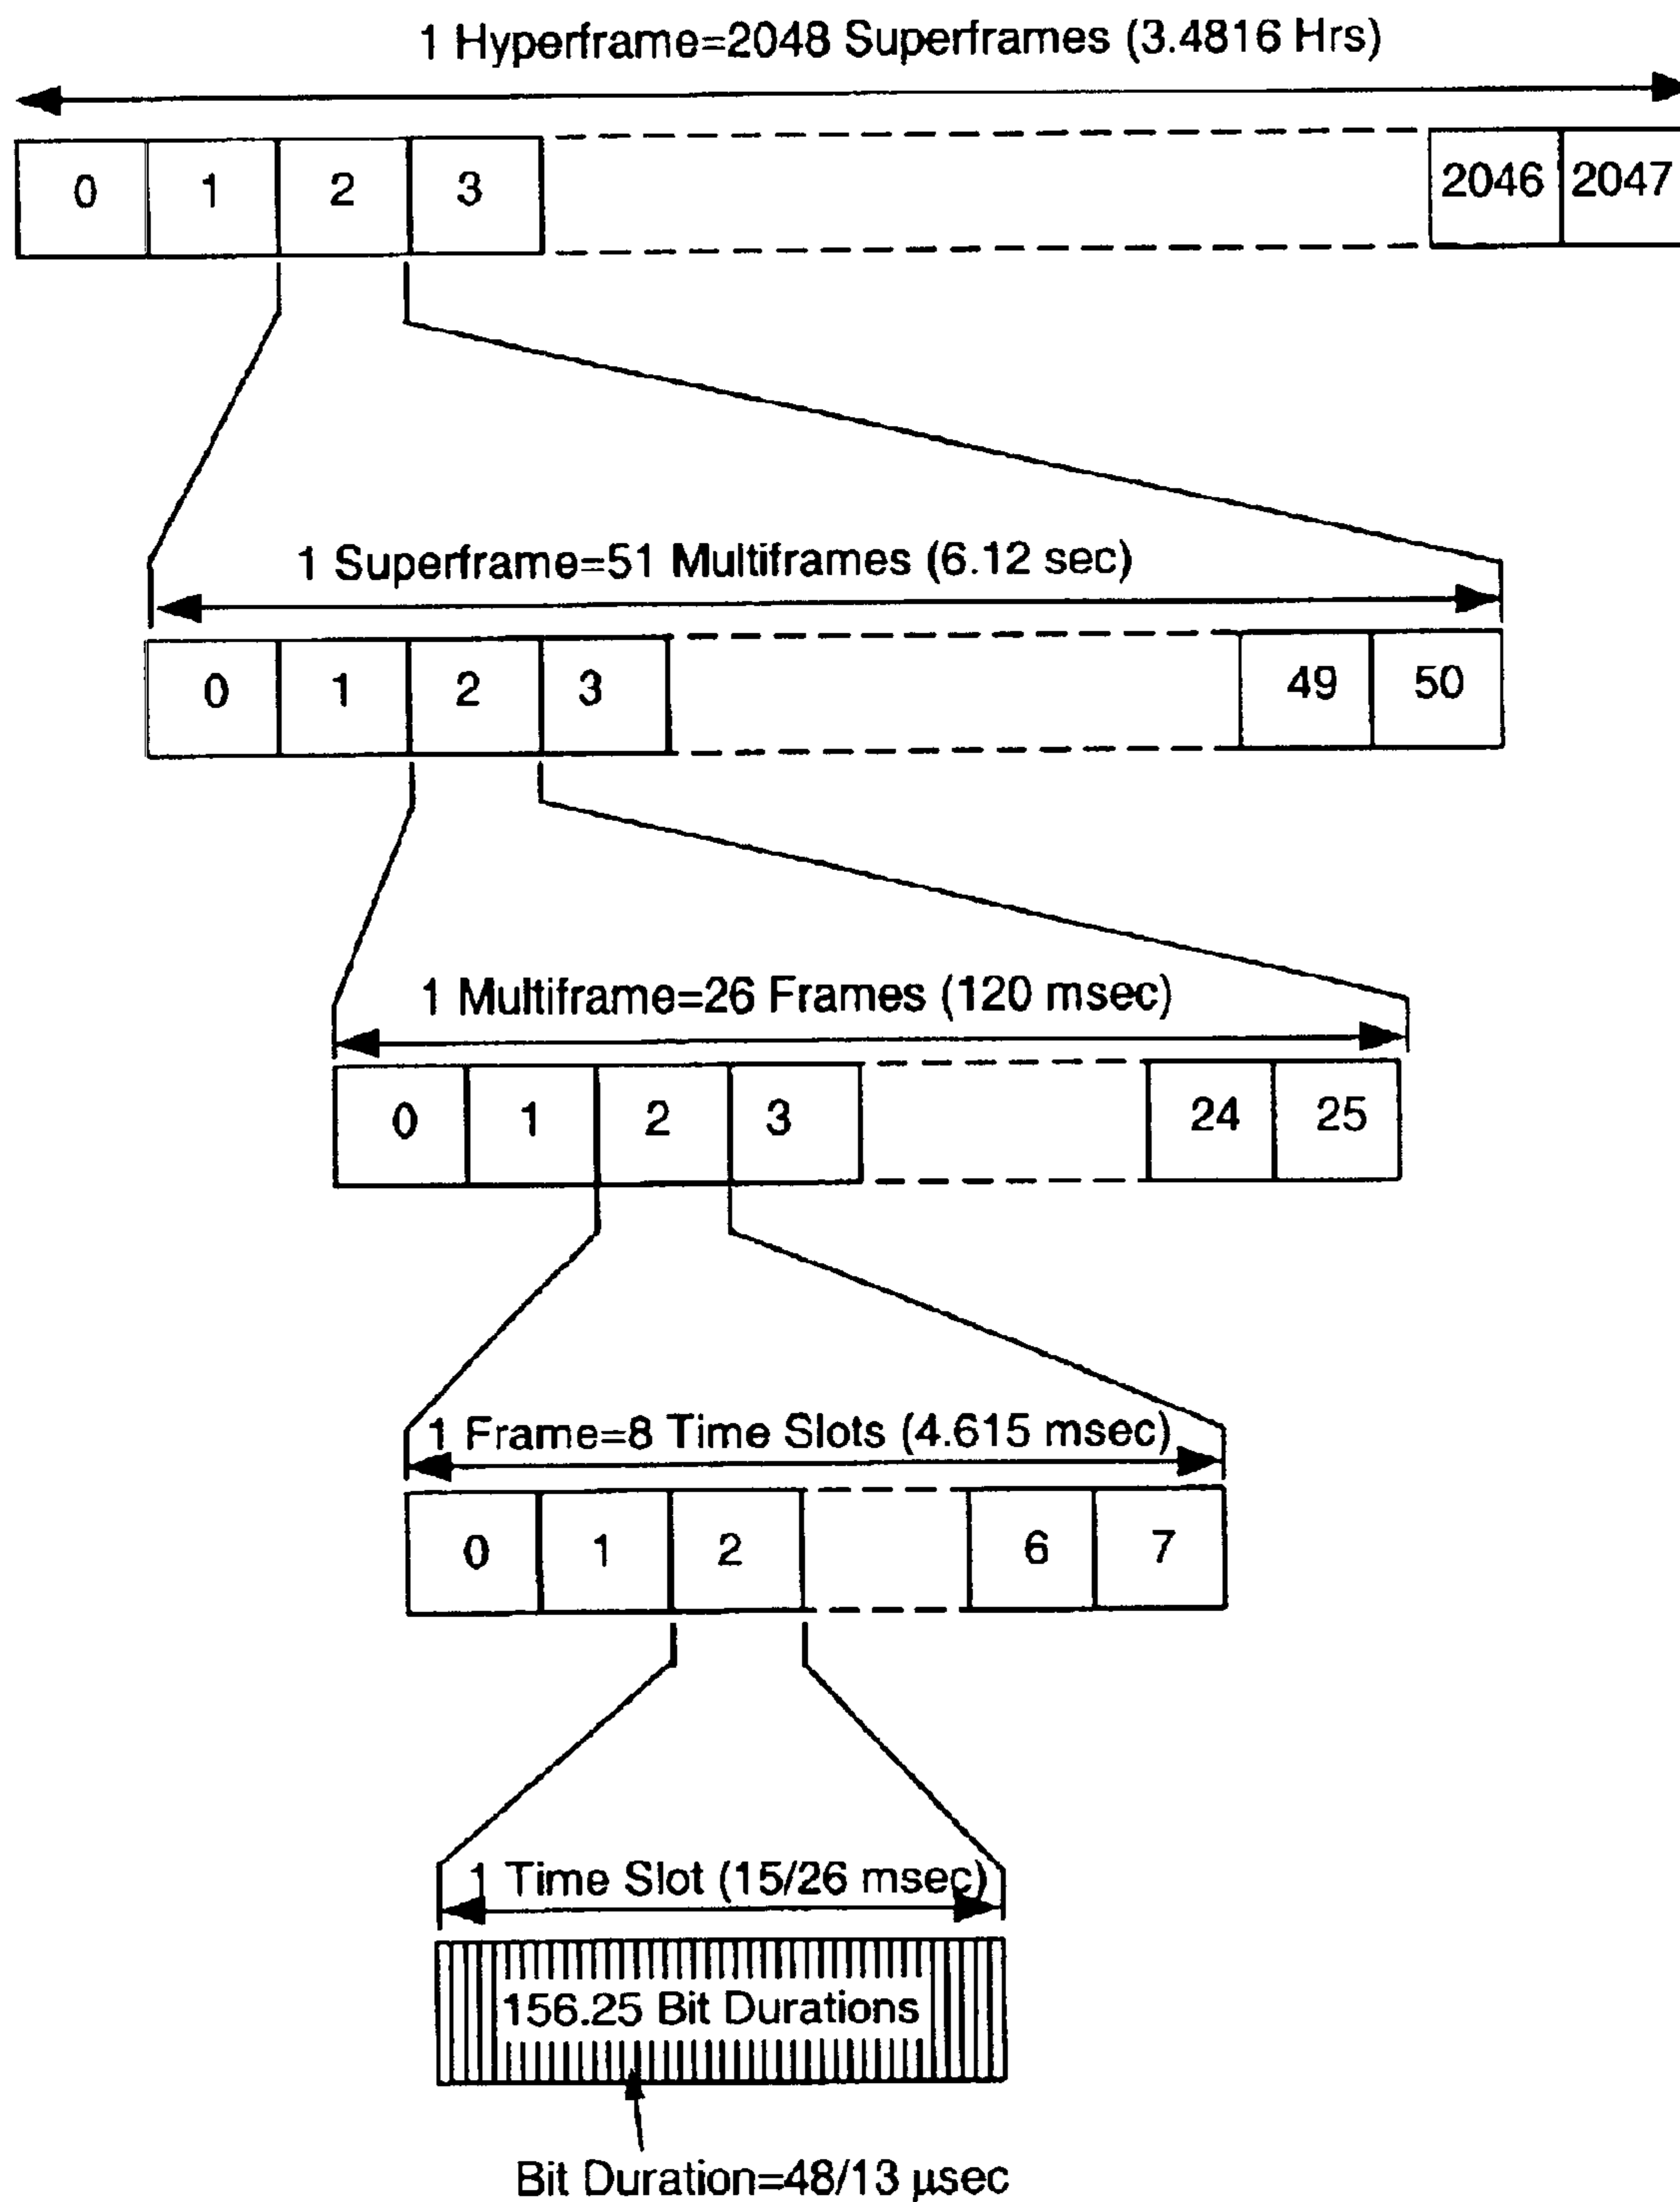 1 Hyperframe=2048 Superframes (3.4816 Hrs)
0 1 2 3 2046 2047
1 Superframe=51 Multiframes (6.12 sec)
0 1 2 3 49 50
1 Multiframe=26 Frames (120 msec)
0 1 2 3 24 25
1 Frame=8 Time Slots (4.615 msec)
0 1 2 6 7
1 Time Slot (15/26 msec)
156.25 Bit Durations
Bit Duration=48/13 µsec